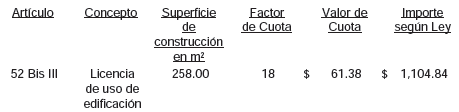 Artículo Concepto Superficie de construcción en m² Factor de Cuota Valor de Cuota Importe según Ley
52 Bis III Licencia de uso de edificación 258.00 18 $ 61.38 $ 1,104.84